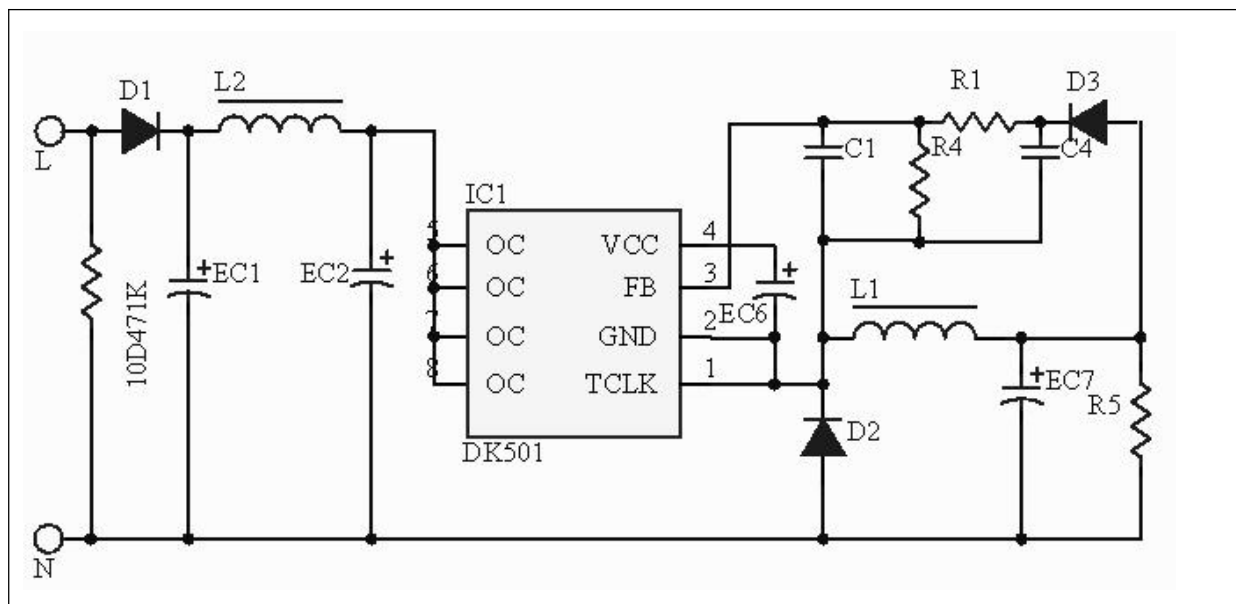 D1
L2
R1
D3
L
C1
R4
C4
IC1
5
OC
VCC
4
6
OC
FB
3
EC1
EC2
EC6
L1
7
OC
GND
2
10D471K
8
OC
TCLK
1
EC7
R5
D2
DK501
N